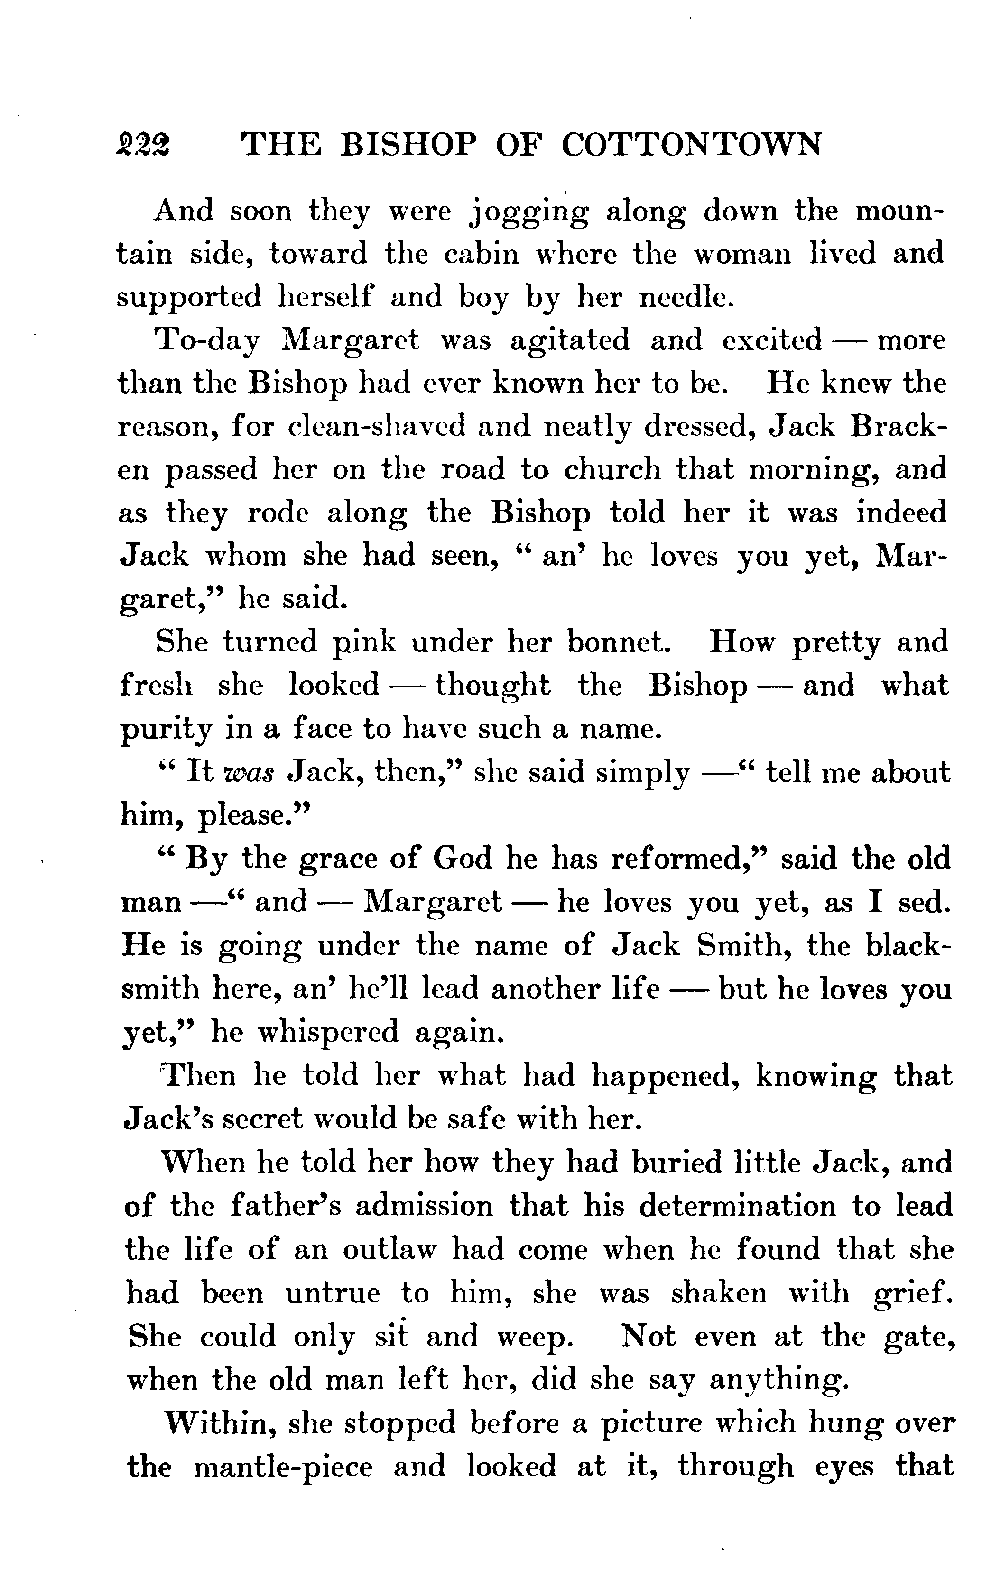 222 THE BISHOP OF COTTONTOWN
And soon they were jogging along down the moun-
tain side, toward the cabin where the woman lived and
supported herself and boy by her needle.
To-day Margaret was agitated and excited — more
than the Bishop had ever known her to be. He knew the
reason, for clean-shaved and neatly dressed, Jack Brack-
en passed her on the road to church that morning, and
as they rode along the Bishop told her it was indeed
Jack whom she had seen, “ an’ he loves you yet, Mar-
garet,” he said.
She turned pink under her bonnet. How pretty and
fresh she looked — thought the Bishop — and what
purity in a face to have such a name.
“ It was Jack, then,” she said simply —“ tell me about
him, please.”
“ By the grace of God he has reformed,” said the old
man —“ and — Margaret — he loves you yet, as I sed.
He is going under the name of Jack Smith, the black-
smith here, an’ he’ll lead another life — but he loves you
yet,” he whispered again.
Then he told her what had happened, knowing that
Jack’s secret would be safe with her.
When he told her how they had buried little Jack, and
of the father’s admission that his determination to lead
the life of an outlaw had come when he found that she
had been untrue to him, she was shaken with grief.
She could only sit and weep. Not even at the gate,
when the old man left her, did she say anything.
Within, she stopped before a picture which hung over
the mantle-piece and looked at it, through eyes that